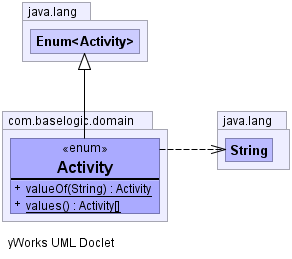 java.lang
Enum<Activity>
com.baselogic.domain
java.lang
«enum»
Activity
String
+ valueOf(String) : Activity
+ values() : Activity[]
yWorks UML Doclet